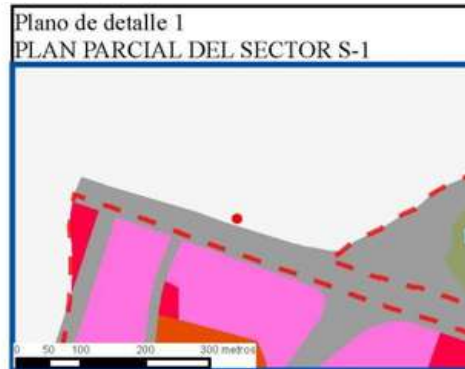 Plano de detalle 1
PLAN PARCIAL DEL SECTOR S-1
0 50 100 200 300 metros